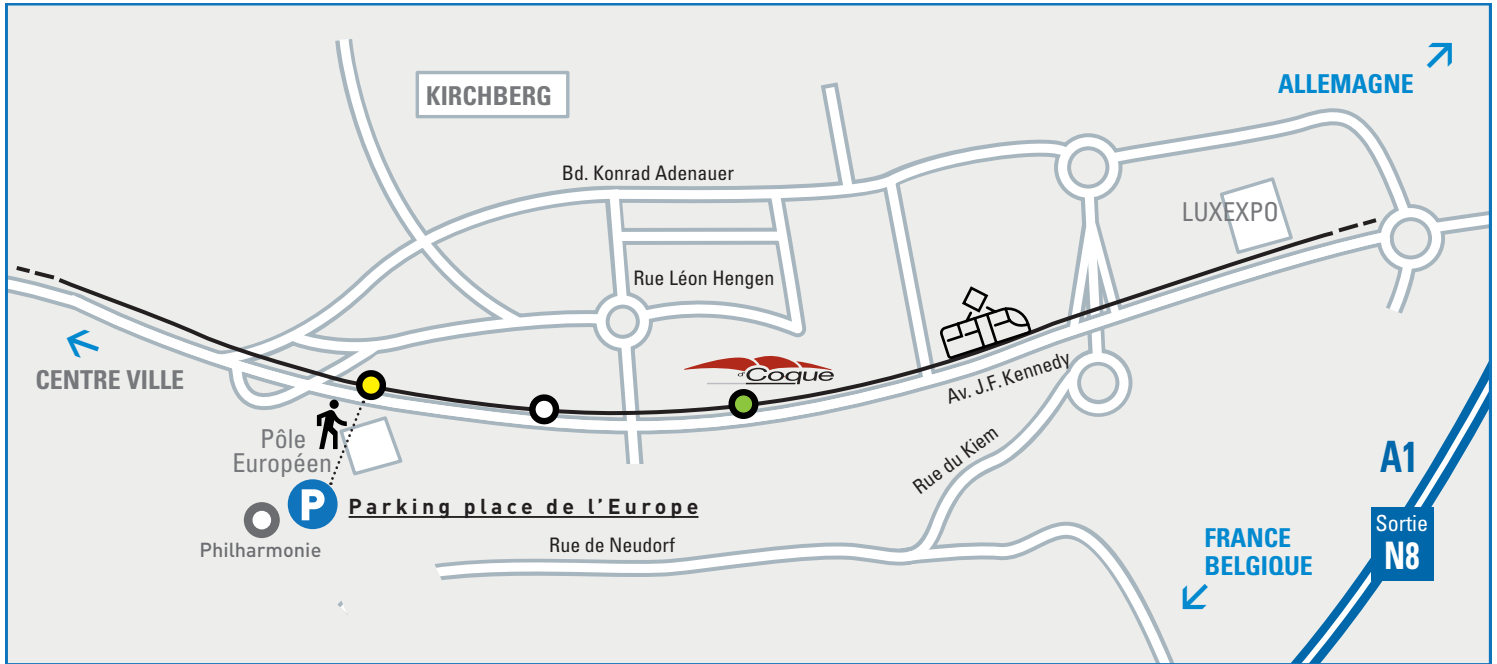 KIRCHBERG
ALLEMAGNE
Bd. Konrad Adenauer
LUXEXPO
Rue Léon Hengen
CENTRE VILLE
d'Coque
Av. J.F. Kennedy
Pôle
Européen
Rue du Kiem
A1
P
Parking place de l'Europe
Philharmonie
Rue de Neudorf
Sortie
N8
FRANCE
BELGIQUE